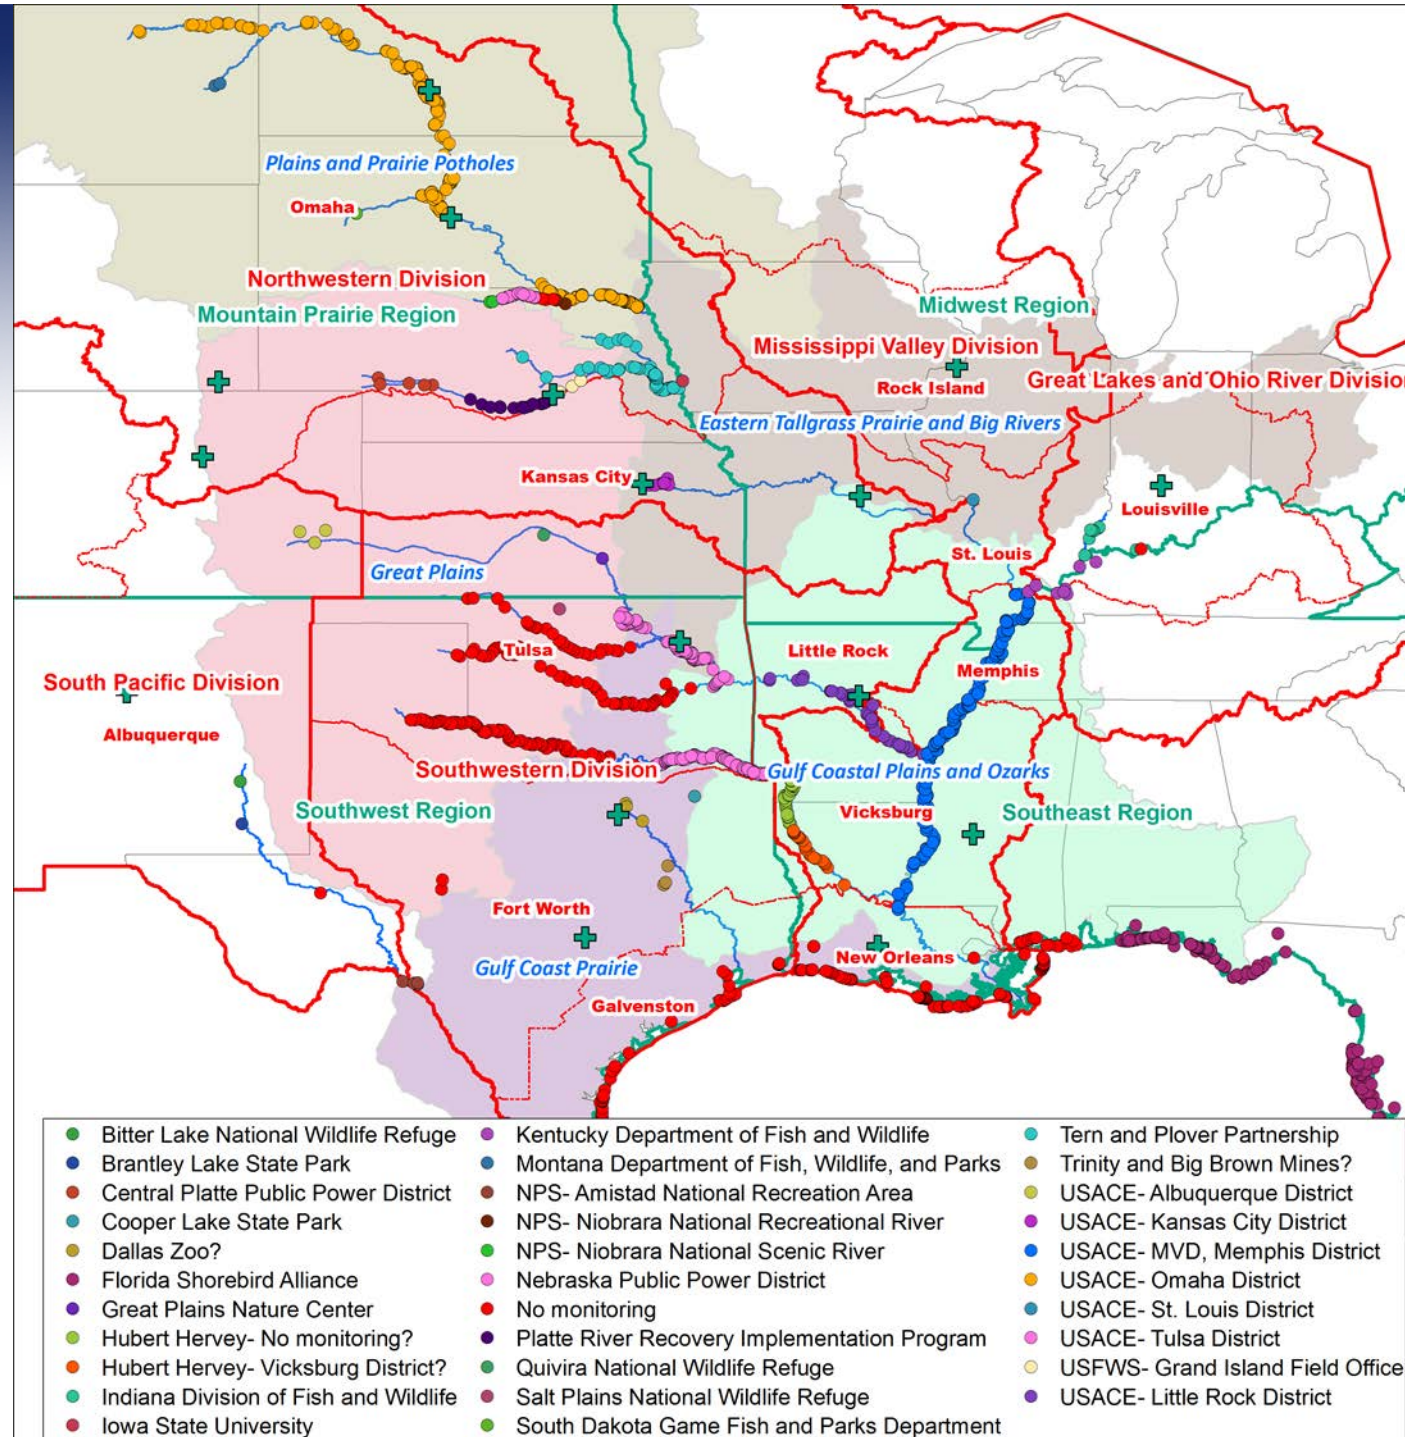 Plains and Prairie Potholes
Omaha
Northwestern Division
Mountain Prairie Region
Midwest Region
Mississippi Valley Division
Rock Island
Great Lakes and Ohio River Division
Eastern Tallgrass Prairie and Big Rivers
Kansas City
Louisville
St. Louis
Great Plains
Tulsa
Little Rock
Memphis
South Pacific Division
Albuquerque
Southwestern Division
Gulf Coastal Plains and Ozarks
Southwest Region
Vicksburg
Southeast Region
Fort Worth
New Orleans
Gulf Coast Prairie
Galvenston
Bitter Lake National Wildlife Refuge
Brantley Lake State Park
Central Platte Public Power District
Cooper Lake State Park
Dallas Zoo?
Florida Shorebird Alliance
Great Plains Nature Center
Hubert Hervey- No monitoring?
Hubert Hervey- Vicksburg District?
Indiana Division of Fish and Wildlife
Iowa State University
Kentucky Department of Fish and Wildlife
Montana Department of Fish, Wildlife, and Parks
NPS- Amistad National Recreation Area
NPS- Niobrara National Recreational River
NPS- Niobrara National Scenic River
Nebraska Public Power District
No monitoring
Platte River Recovery Implementation Program
Quivira National Wildlife Refuge
Salt Plains National Wildlife Refuge
South Dakota Game Fish and Parks Department
Tern and Plover Partnership
Trinity and Big Brown Mines?
USACE- Albuquerque District
USACE- Kansas City District
USACE- MVD, Memphis District
USACE- Omaha District
USACE- St. Louis District
USACE- Tulsa District
USFWS- Grand Island Field Office
USACE- Little Rock District